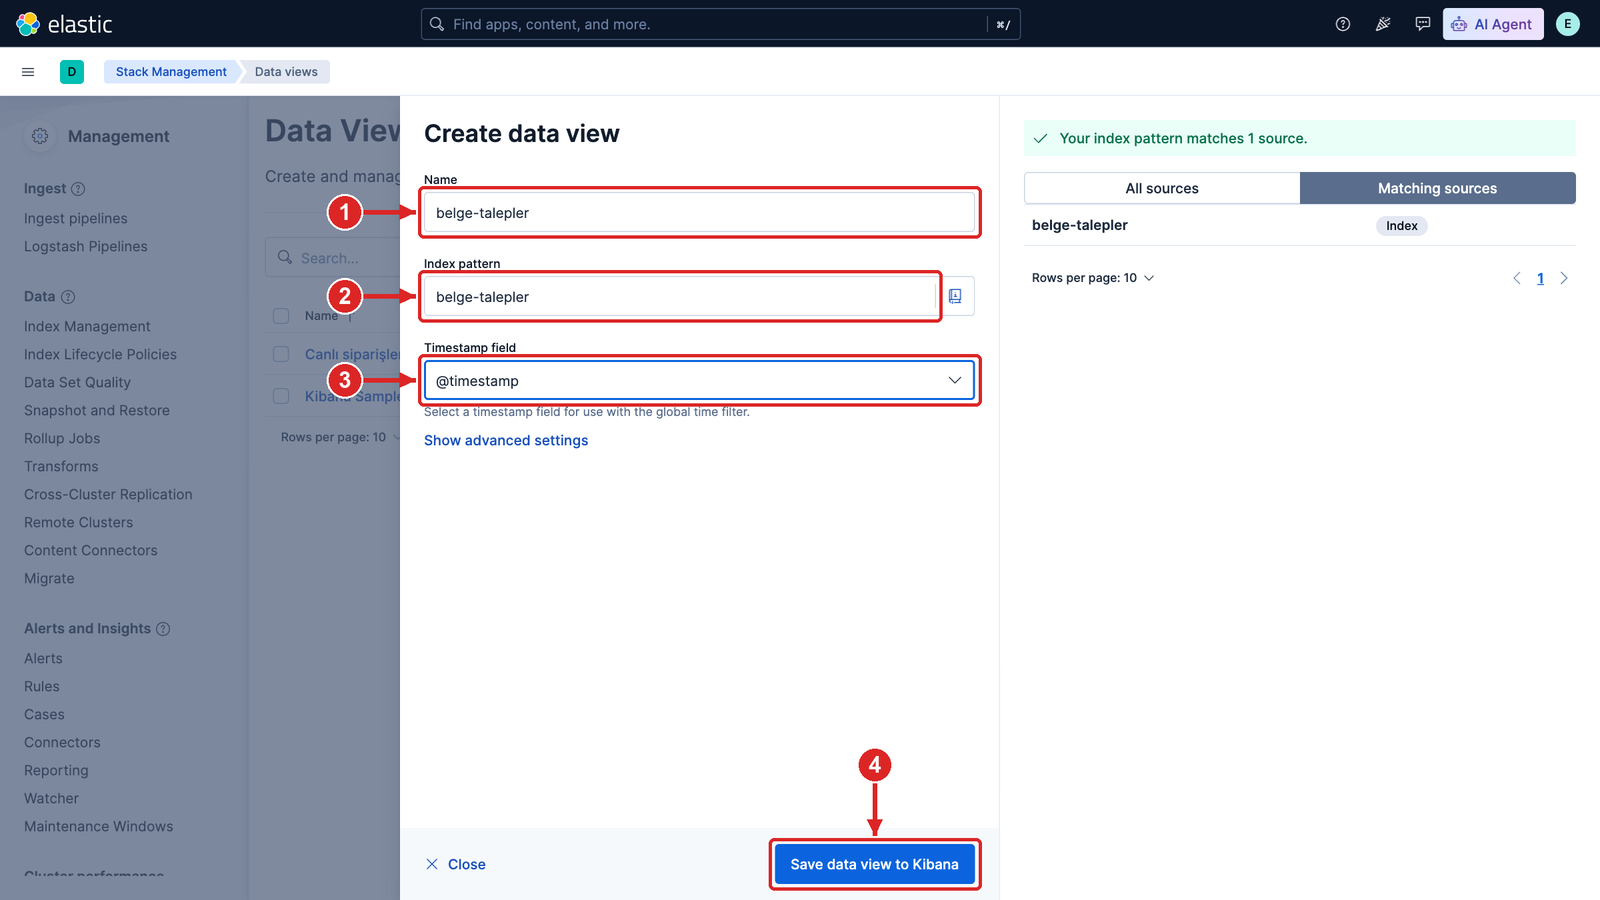 elastic
Find apps, content, and more.
⌘/
AI Agent
E
D
Stack Management
Data views
Management
Ingest
Ingest pipelines
Logstash Pipelines
Data
Index Management
Index Lifecycle Policies
Data Set Quality
Snapshot and Restore
Rollup Jobs
Transforms
Cross-Cluster Replication
Remote Clusters
Content Connectors
Migrate
Alerts and Insights
Alerts
Rules
Cases
Connectors
Reporting
Watcher
Maintenance Windows
Cluster performance
Data View
Create and manag
Search...
Name
Canlı siparişler
Kibana Sample
Rows per page: 10
Create data view
Name
1
belge-talepler
Index pattern
2
belge-talepler
Timestamp field
3
@timestamp
Select a timestamp field for use with the global time filter.
Show advanced settings
4
Close
Save data view to Kibana
Your index pattern matches 1 source.
All sources
Matching sources
belge-talepler
Index
Rows per page: 10
1